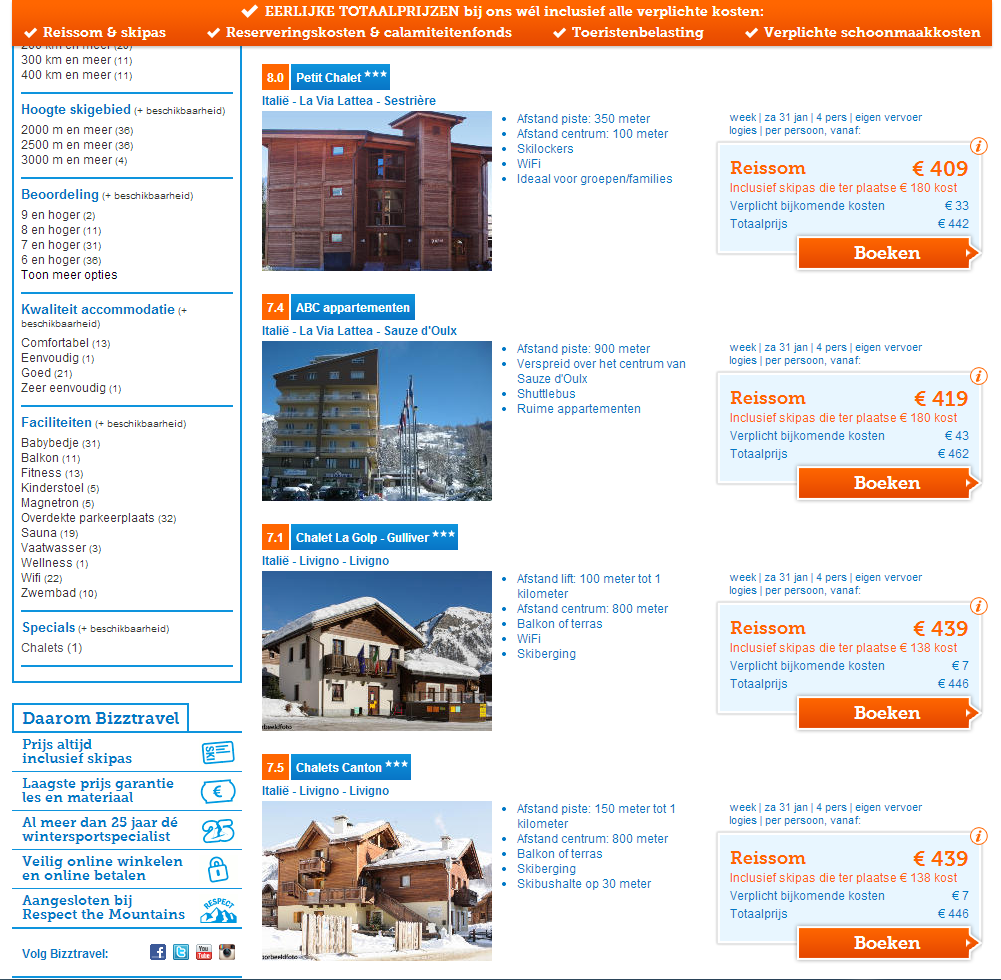 EERLIJKE TOTAALPRIJZEN bij ons wél inclusief alle verplichte kosten:
Reissom & skipas
Reserveringskosten & calamiteitenfonds
Toeristenbelasting
Verplichte schoonmaakkosten
200 km en meer (20)
300 km en meer (11)
400 km en meer (11)
Hoogte skigebied (+ beschikbaarheid)
2000 m en meer (36)
2500 m en meer (36)
3000 m en meer (4)
Beoordeling (+ beschikbaarheid)
9 en hoger (2)
8 en hoger (11)
7 en hoger (31)
6 en hoger (36)
Toon meer opties
Kwaliteit accommodatie (+
beschikbaarheid)
Comfortabel (13)
Eenvoudig (1)
Goed (21)
Zeer eenvoudig (1)
Faciliteiten (+ beschikbaarheid)
Babybedje (31)
Balkon (11)
Fitness (13)
Kinderstoel (5)
Magnetron (5)
Overdekte parkeerplaats (32)
Sauna (19)
Vaatwasser (3)
Wellness (1)
Wifi (22)
Zwembad (10)
Specials (+ beschikbaarheid)
Chalets (1)
Daarom Bizztravel
Prijs altijd
inclusief skipas
SKI
Laagste prijs garantie
les en materiaal
€
Al meer dan 25 jaar dé
wintersportspecialist
25
Veilig online winkelen
en online betalen
Aangesloten bij
Respect the Mountains
RESPECT
Volg Bizztravel:
You
Tube
8.0 Petit Chalet ***
Italië - La Via Lattea - Sestrière
Afstand piste: 350 meter
Afstand centrum: 100 meter
Skilockers
WiFi
Ideaal voor groepen/families
week | za 31 jan | 4 pers | eigen vervoer
logies | per persoon, vanaf:
Reissom € 409
Inclusief skipas die ter plaatse € 180 kost
Verplicht bijkomende kosten € 33
Totaalprijs € 442
Boeken
7.4 ABC appartementen
Italië - La Via Lattea - Sauze d'Oulx
Afstand piste: 900 meter
Verspreid over het centrum van
Sauze d'Oulx
Shuttlebus
Ruime appartementen
week | za 31 jan | 4 pers | eigen vervoer
logies | per persoon, vanaf:
Reissom € 419
Inclusief skipas die ter plaatse € 180 kost
Verplicht bijkomende kosten € 43
Totaalprijs € 462
Boeken
7.1 Chalet La Golp - Gulliver ***
Italië - Livigno - Livigno
orbeeldfoto
Afstand lift: 100 meter tot 1
kilometer
Afstand centrum: 800 meter
Balkon of terras
WiFi
Skiberging
week | za 31 jan | 4 pers | eigen vervoer
logies | per persoon, vanaf:
Reissom € 439
Inclusief skipas die ter plaatse € 138 kost
Verplicht bijkomende kosten € 7
Totaalprijs € 446
Boeken
7.5 Chalets Canton ***
Italië - Livigno - Livigno
orbeeldfoto
Afstand piste: 150 meter tot 1
kilometer
Afstand centrum: 800 meter
Balkon of terras
Skiberging
Skibushalte op 30 meter
week | za 31 jan | 4 pers | eigen vervoer
logies | per persoon, vanaf:
Reissom € 439
Inclusief skipas die ter plaatse € 138 kost
Verplicht bijkomende kosten € 7
Totaalprijs € 446
Boeken